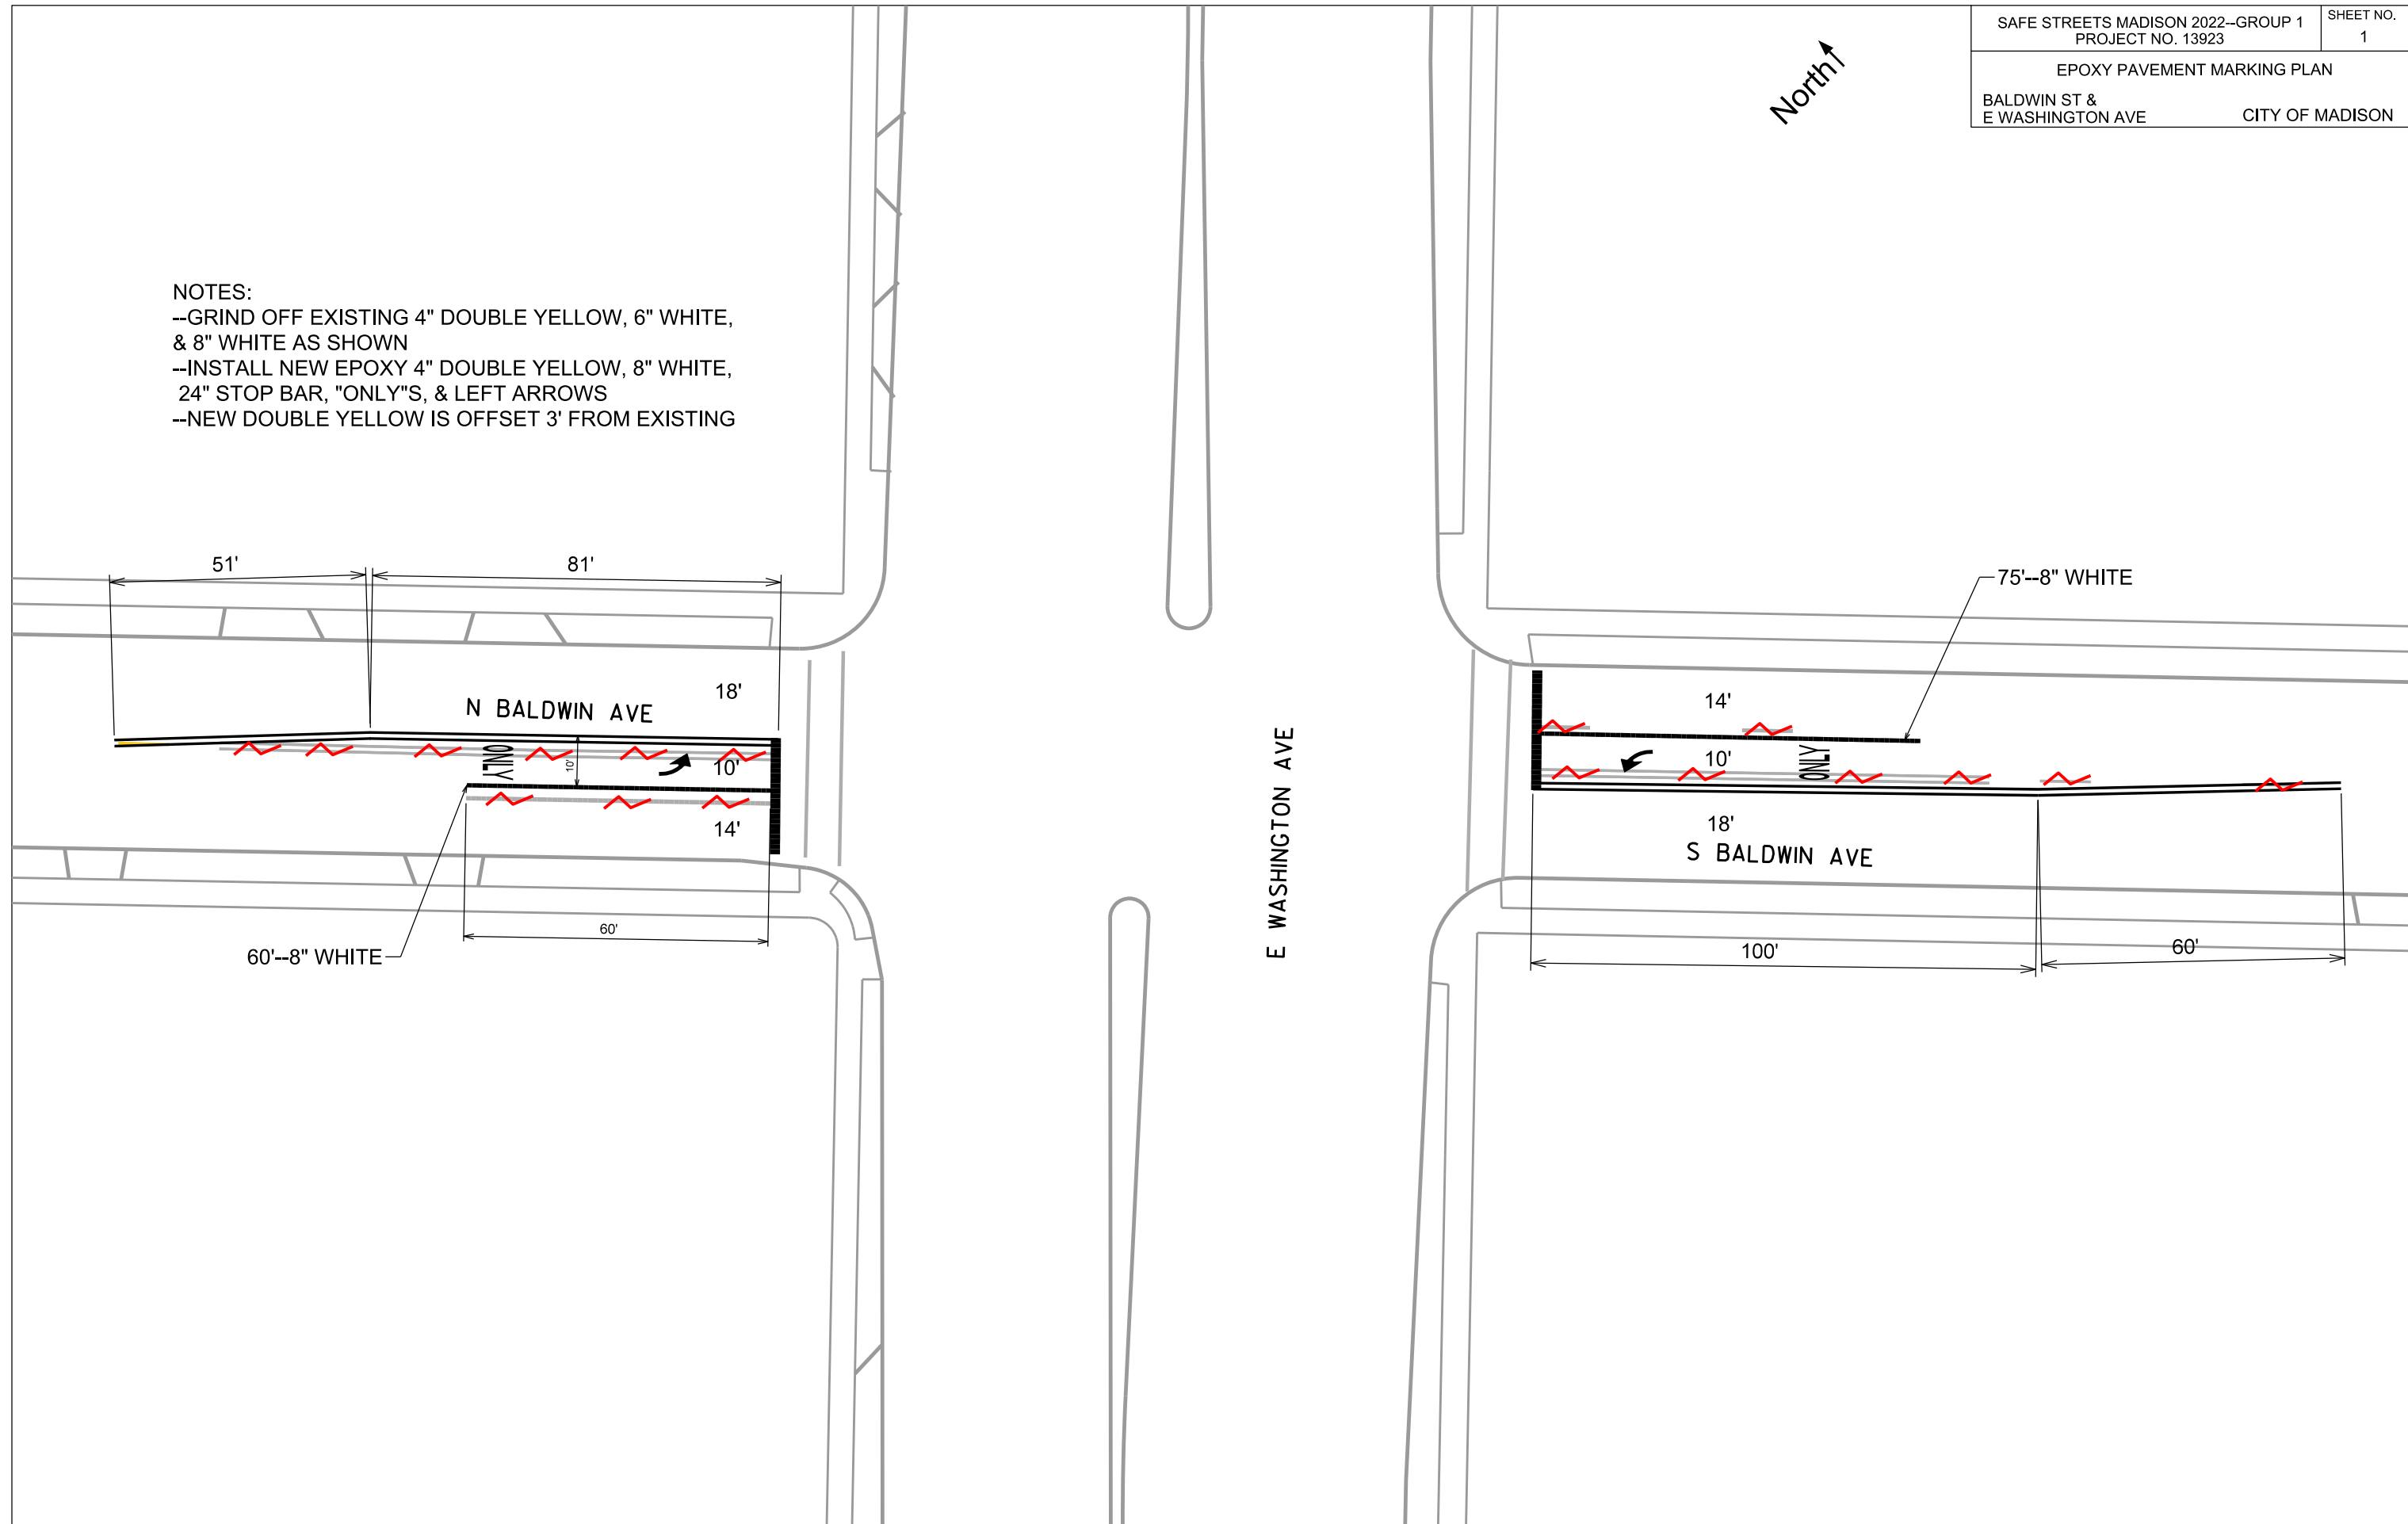 SAFE STREETS MADISON 2022--GROUP 1
PROJECT NO. 13923
SHEET NO.
1
EPOXY PAVEMENT MARKING PLAN
BALDWIN ST &
E WASHINGTON AVE
CITY OF MADISON
North
NOTES:
--GRIND OFF EXISTING 4" DOUBLE YELLOW, 6" WHITE,
& 8" WHITE AS SHOWN
--INSTALL NEW EPOXY 4" DOUBLE YELLOW, 8" WHITE,
24" STOP BAR, "ONLY"S, & LEFT ARROWS
--NEW DOUBLE YELLOW IS OFFSET 3' FROM EXISTING
51'
81'
75'--8" WHITE
18'
N BALDWIN AVE
ONLY
10'
10'
14'
60'
60'--8" WHITE
E WASHINGTON AVE
14'
10'
ONLY
18'
S BALDWIN AVE
100'
60'